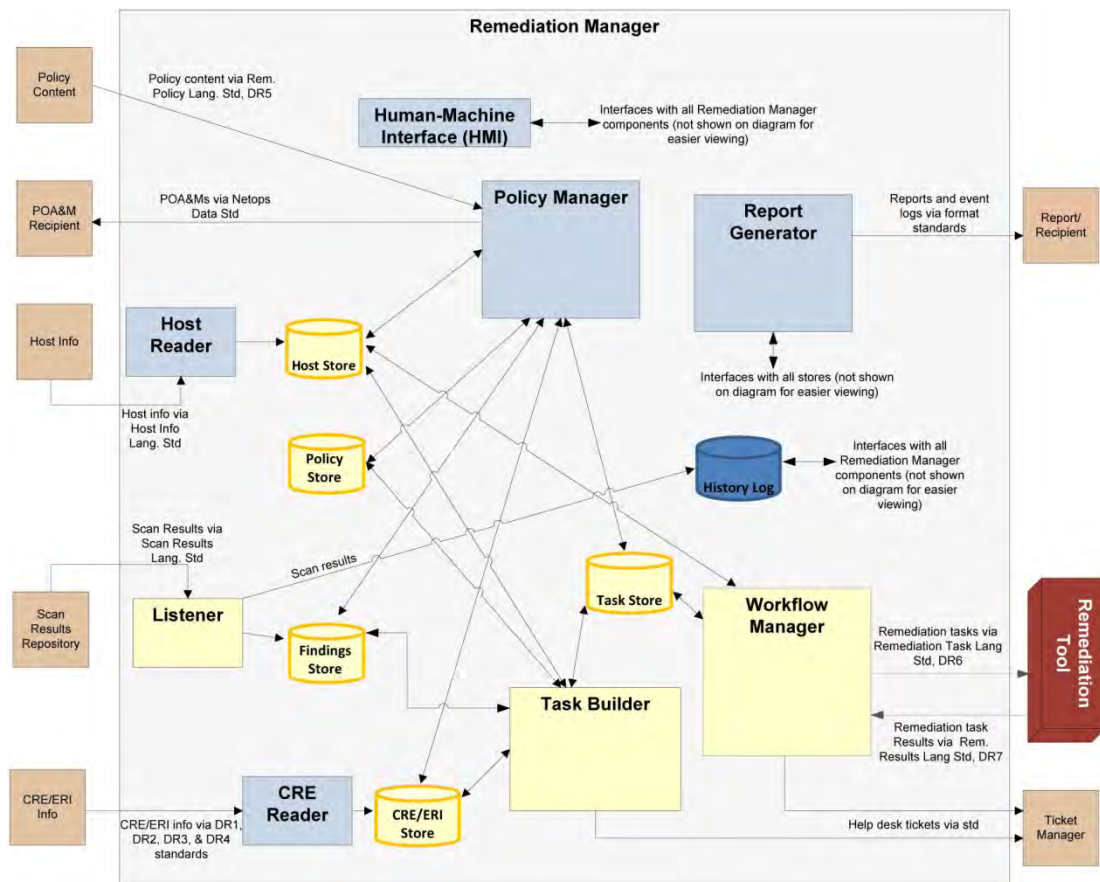 Remediation Manager
Policy
Content
Policy content via Rem.
Policy Lang. Std, DR5
Human-Machine
Interface (HMI)
Interfaces with all Remediation Manager
components (not shown on diagram for
easier viewing)
POA&M
Recipient
POA&Ms via Netops
Data Std
Policy Manager
Report
Generator
Reports and event
logs via format
standards
Report/
Recipient
Host Info
Host
Reader
Host Store
Host info via
Host Info
Lang. Std
Interfaces with all stores (not shown
on diagram for easier viewing)
Policy
Store
History Log
Interfaces with all
Remediation Manager
components (not shown
on diagram for easier
viewing)
Scan Results via
Scan Results
Lang. Std
Scan results
Scan
Results
Repository
Listener
Findings
Store
Task Store
Workflow
Manager
Remediation tasks via
Remediation Task Lang
Std, DR6
Remediation
Tool
Task Builder
Remediation task
Results via Rem.
Results Lang Std, DR7
CRE/ERI
Info
CRE
Reader
CRE/ERI
Store
CRE/ERI info via DR1,
DR2, DR3, & DR4
standards
Help desk tickets via std
Ticket
Manager